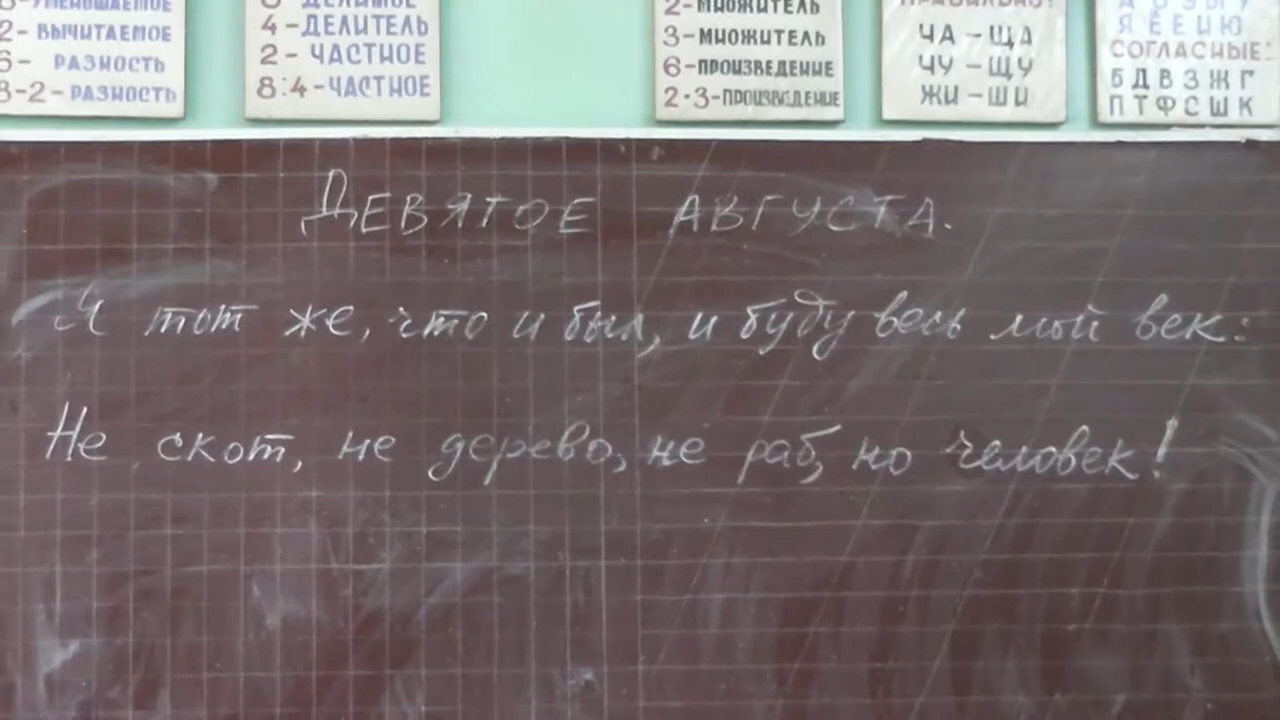 2- ВЫЧИТАЕМОЕ
РАЗНОСТЬ
8-2- РАЗНОСТЬ
4-ДЕЛИТЕЛЬ
2- ЧАСТНОЕ
8:4-ЧАСТНОЕ
2-МНОЖИТЕЛЬ
3-МНОЖИТЕЛЬ
6-ПРОИЗВЕДЕНИЕ
2·3-ПРОИЗВЕДЕНИЕ
ЧА-ЩА
ЧУ-ЩУ
ЖИ-ШИ
Я Ё Е И Ю
СОГЛАСНЫЕ:
Б Д В З Ж Г
П Т Ф С Ш К
ДЕВЯТОЕ АВГУСТА.
Я тот же, что и был, и буду весь мой век:
Не скот, не дерево, не раб, но человек!